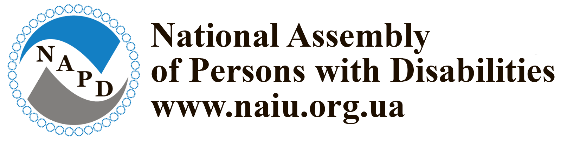 NAPD
National Assembly
of Persons with Disabilities
www.naiu.org.ua